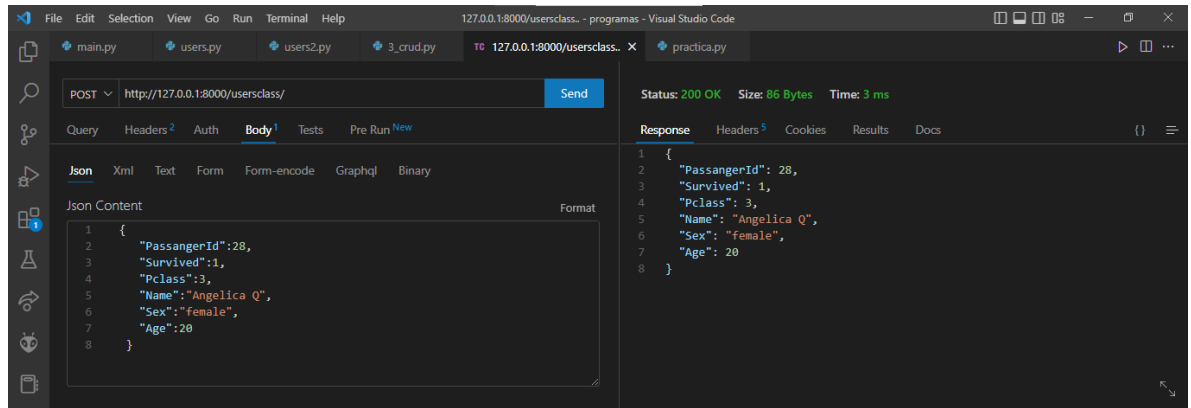 File Edit Selection View Go Run Terminal Help 127.0.0.1:8000/usersclass.. - programas - Visual Studio Code
main.py users.py users2.py 3_crud.py TC 127.0.0.1:8000/usersclass.. practica.py
POST http://127.0.0.1:8000/usersclass/ Send
Query Headers 2 Auth Body 1 Tests Pre Run New
Json Xml Text Form Form-encode Graphql Binary
Json Content Format
1 {
2 "PassangerId":28,
3 "Survived":1,
4 "Pclass":3,
5 "Name":"Angelica Q",
6 "Sex":"female",
7 "Age":20
8 }
1
Status: 200 OK Size: 86 Bytes Time: 3 ms
Response Headers 5 Cookies Results Docs {}
1 {
2 "PassangerId": 28,
3 "Survived": 1,
4 "Pclass": 3,
5 "Name": "Angelica Q",
6 "Sex": "female",
7 "Age": 20
8 }